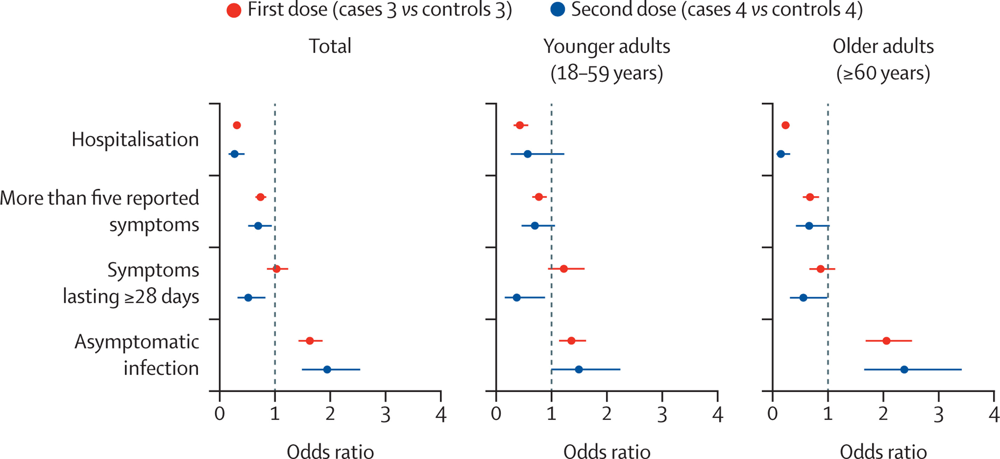 First dose (cases 3 vs controls 3)
Second dose (cases 4 vs controls 4)
Total
Younger adults
(18–59 years)
Older adults
(≥60 years)
Hospitalisation
More than five reported
symptoms
Symptoms
lasting ≥28 days
Asymptomatic
infection
0 1 2 3 4
0 1 2 3 4
0 1 2 3 4
Odds ratio
Odds ratio
Odds ratio